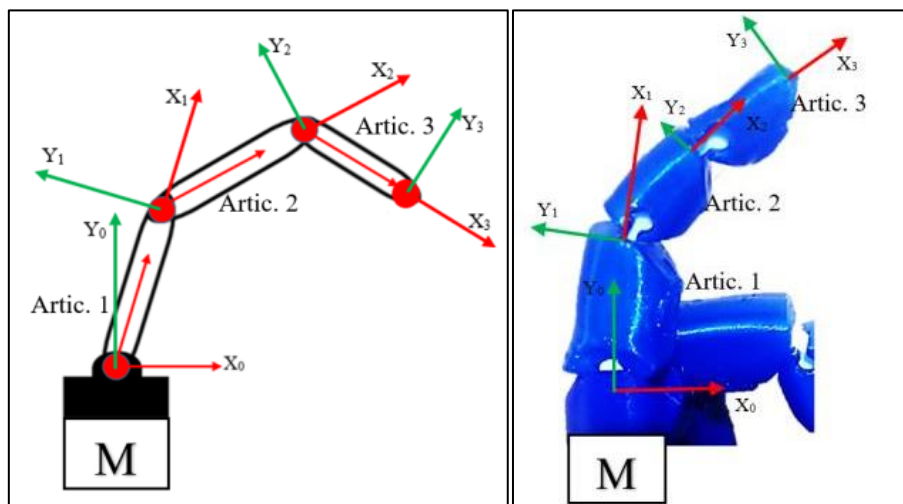 Y₂
X₂
X₁
Artic. 3
Y₃
Y₁
Artic. 2
Y₀
X₃
Artic. 1
X₀
M
Y₃
X₃
X₁
Artic. 3
Y₂
X₂
Artic. 2
Y₁
Artic. 1
Y₀
X₀
M